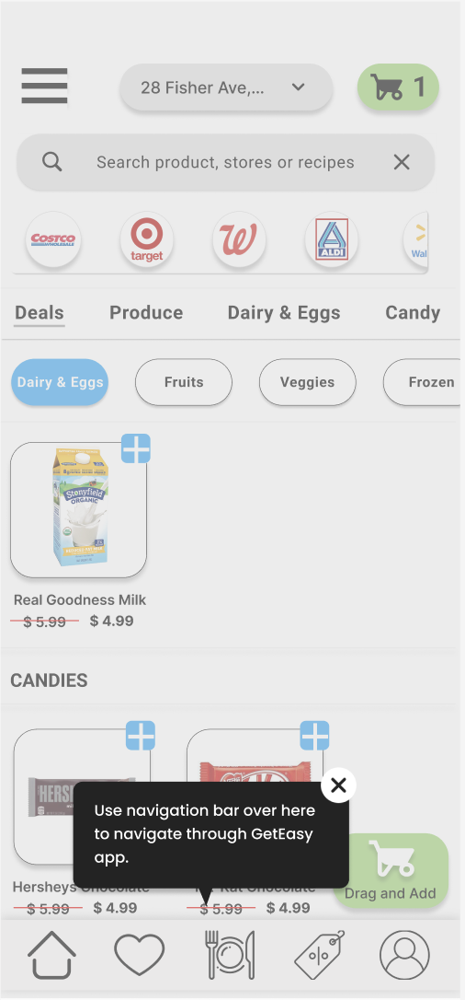 28 Fisher Ave,...
1
Search product, stores or recipes
COSTCO
WHOLESALE
target
W
ALDI
Wal
Deals Produce Dairy & Eggs Candy
Dairy & Eggs Fruits Veggies Frozen
Stonyfield
ORGANIC
Real Goodness Milk
$ 5.99 $ 4.99
CANDIES
HERS
Use navigation bar over here
to navigate through GetEasy
app.
Drag and Add
Hersheys Chocolate Kit Kat Chocolate
$ 5.99 $ 4.99 $ 5.99 $ 4.99